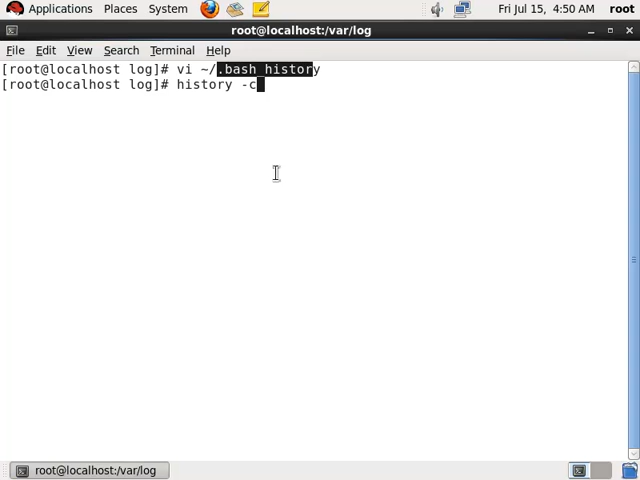 Applications Places System Fri Jul 15, 4:50 AM root
root@localhost:/var/log
File Edit View Search Terminal Help
[root@localhost log]# vi ~/.bash_history
[root@localhost log]# history -c
root@localhost:/var/log